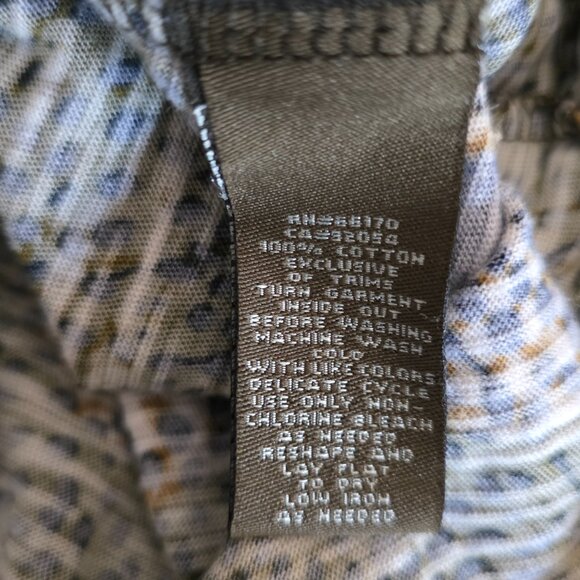 RN#66170
CA#32054
100% COTTON
EXCLUSIVE
OF TRIMS
TURN GARMENT
INSIDE OUT
BEFORE WASHING
MACHINE WASH
COLD
WITH LIKE COLORS
DELICATE CYCLE
USE ONLY NON-
CHLORINE BLEACH
AS NEEDED
RESHAPE AND
LAY FLAT
TO DRY
LOW IRON
AS NEEDED